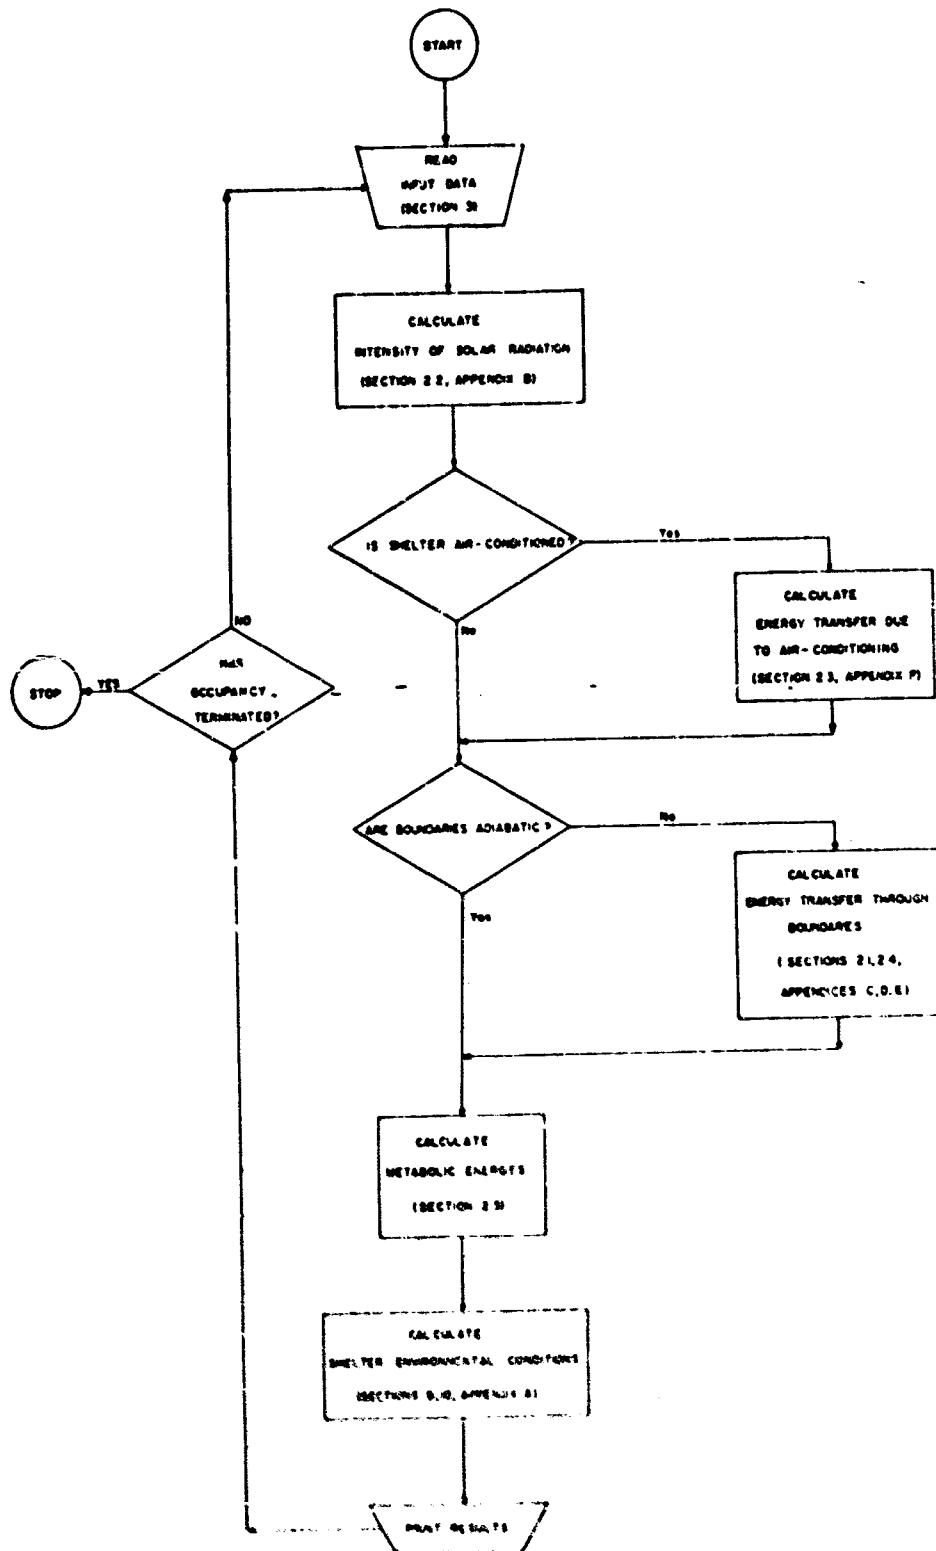 START
READ
INPUT DATA
(SECTION 3)
CALCULATE
INTENSITY OF SOLAR RADIATION
(SECTION 2.2, APPENDIX B)
IS SHELTER AIR-CONDITIONED?
Yes
No
CALCULATE
ENERGY TRANSFER DUE
TO AIR-CONDITIONING
(SECTION 2.3, APPENDIX F)
NO
HAS
OCCUPANCY
TERMINATED?
YES
STOP
ARE BOUNDARIES ADIABATIC?
No
Yes
CALCULATE
ENERGY TRANSFER THROUGH
BOUNDARIES
(SECTIONS 2.1, 2.4,
APPENDICES C, D, E)
CALCULATE
METABOLIC ENERGIES
(SECTION 2.5)
CALCULATE
SHELTER ENVIRONMENTAL CONDITIONS
(SECTIONS APPENDIX A)
PRINT RESULTS